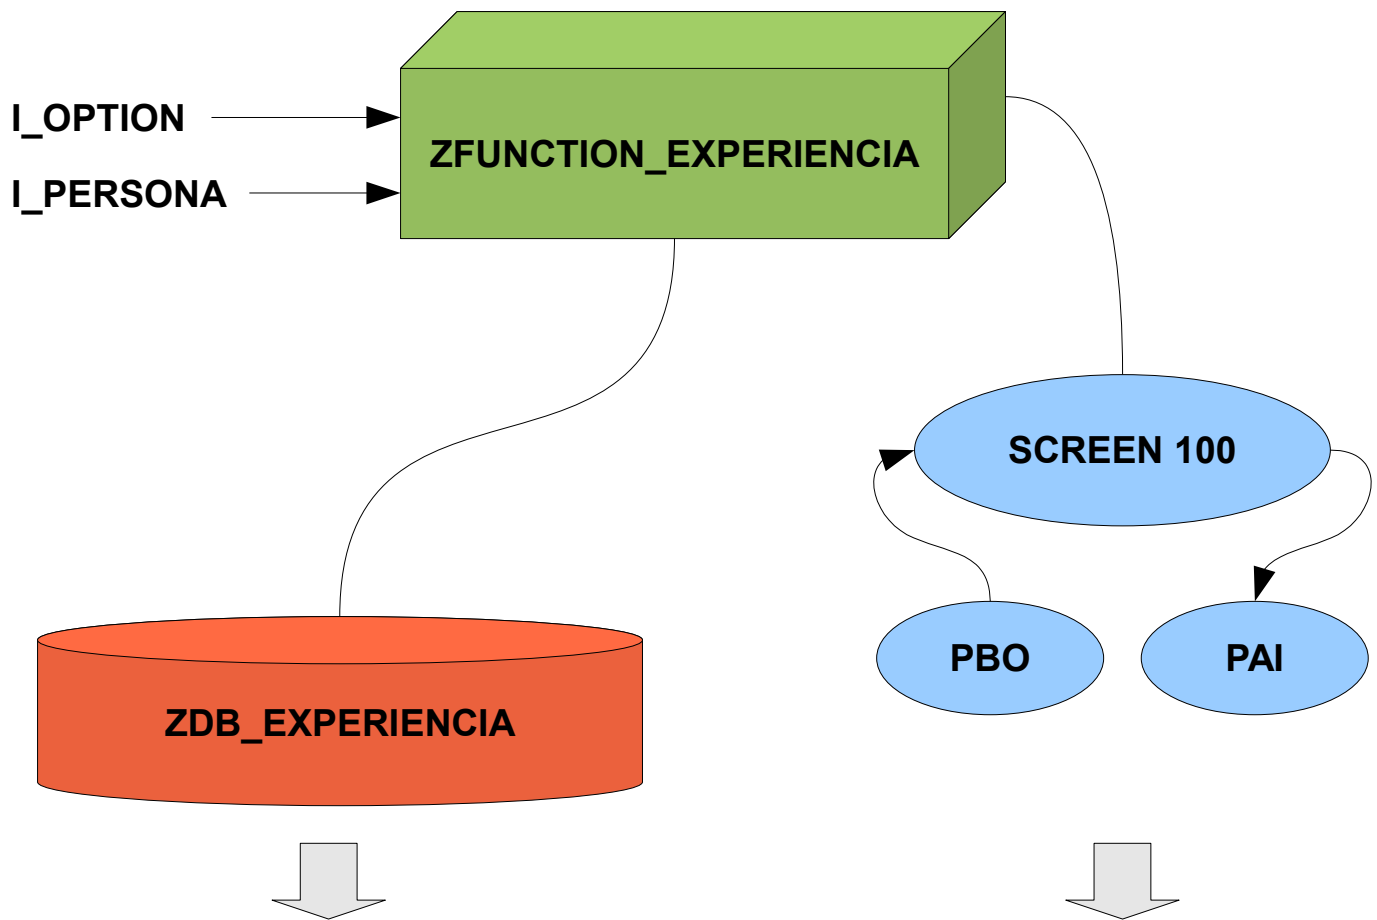 I_OPTION
ZFUNCTION_EXPERIENCIA
I_PERSONA
SCREEN 100
PBO
PAI
ZDB_EXPERIENCIA